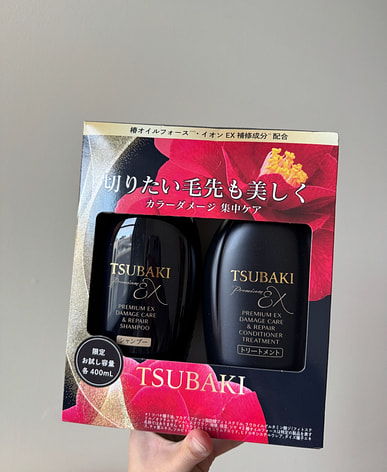 椿オイルフォース・イオンEX補修成分配合
切りたい毛先も美しく
カラーダメージ 集中ケア
TSUBAKI
Premium EX
PREMIUM EX
DAMAGE CARE
& REPAIR
SHAMPOO
シャンプー
TSUBAKI
Premium EX
PREMIUM EX
DAMAGE CARE
& REPAIR
CONDITIONER
TREATMENT
トリートメント
限定
お試し容量
各400mL
TSUBAKI